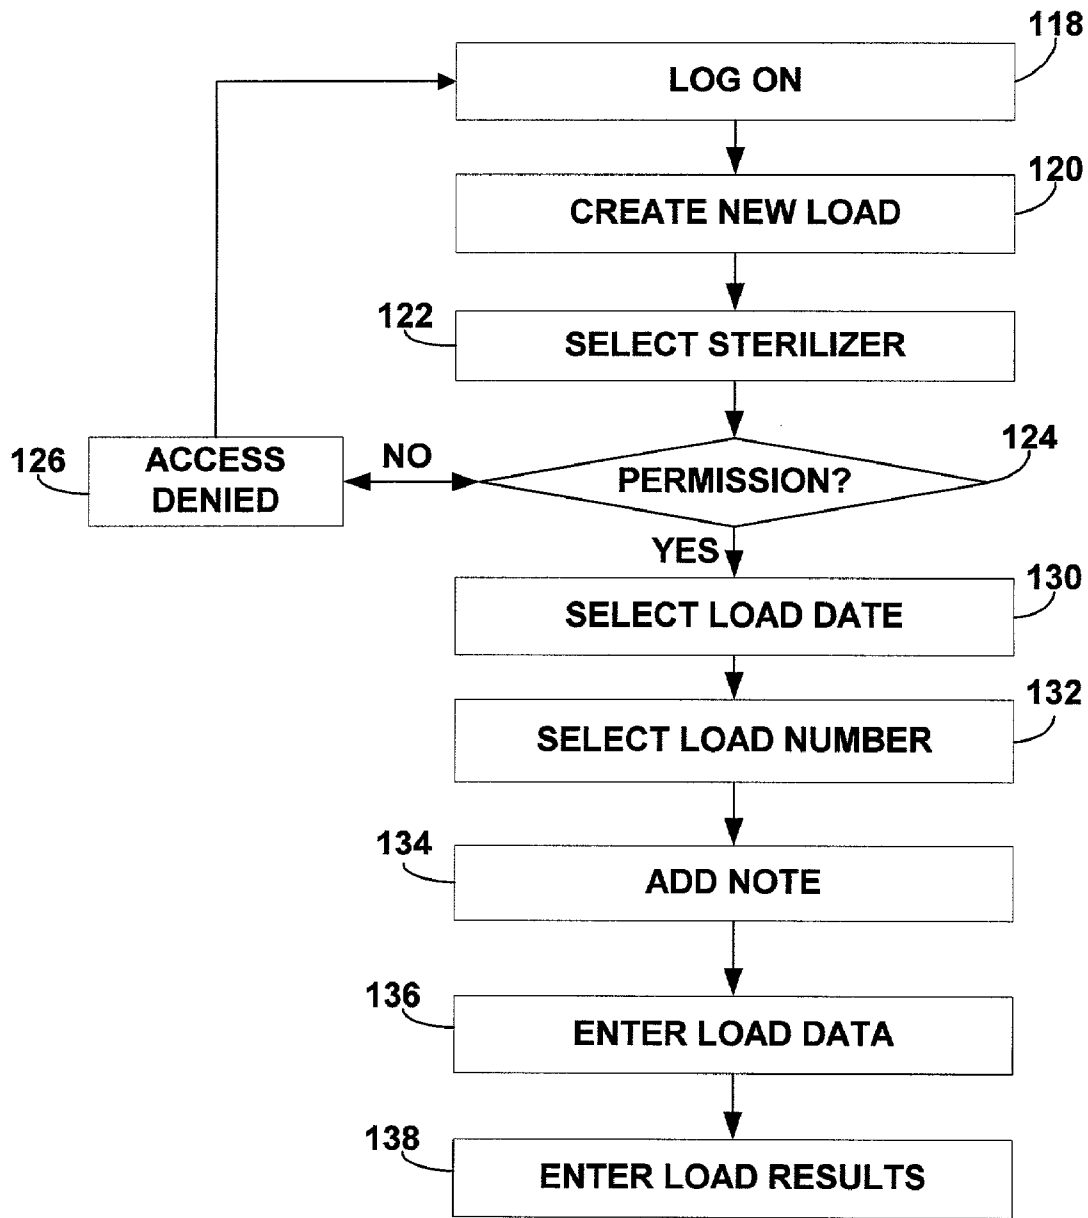 118
LOG ON
120
CREATE NEW LOAD
122
SELECT STERILIZER
126
ACCESS
DENIED
NO
PERMISSION?
124
YES
130
SELECT LOAD DATE
132
SELECT LOAD NUMBER
134
ADD NOTE
136
ENTER LOAD DATA
138
ENTER LOAD RESULTS